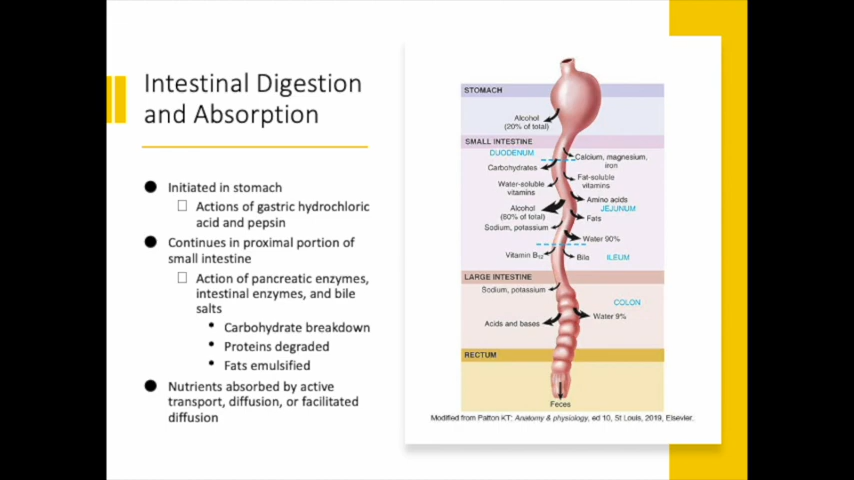 Intestinal Digestion
and Absorption
Initiated in stomach
Actions of gastric hydrochloric
acid and pepsin
Continues in proximal portion of
small intestine
Action of pancreatic enzymes,
intestinal enzymes, and bile
salts
Carbohydrate breakdown
Proteins degraded
Fats emulsified
Nutrients absorbed by active
transport, diffusion, or facilitated
diffusion
STOMACH
Alcohol
(20% of total)
SMALL INTESTINE
DUODENUM
Calcium, magnesium,
iron
Carbohydrates
Fat-soluble
vitamins
Water-soluble
vitamins
Amino acids
JEJUNUM
Alcohol
(80% of total)
Fats
Sodium, potassium
Water 90%
Vitamin B12
Bile
ILEUM
LARGE INTESTINE
Sodium, potassium
COLON
Water 9%
Acids and bases
RECTUM
Feces
Modified from Patton KT: Anatomy & physiology, ed 10, St Louis, 2019, Elsevier.